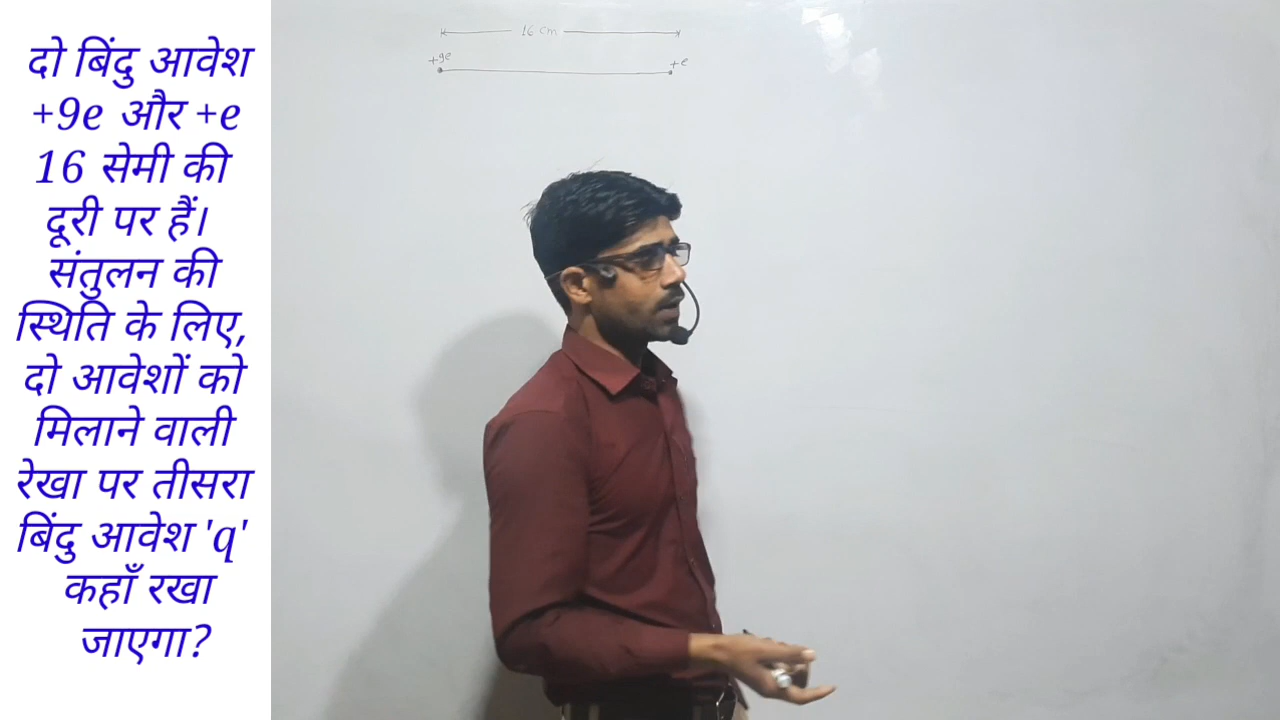 दो बिंदु आवेश
+9e और +e
16 सेमी की
दूरी पर हैं।
संतुलन की
स्थिति के लिए,
दो आवेशों को
मिलाने वाली
रेखा पर तीसरा
बिंदु आवेश 'q'
कहाँ रखा
जाएगा?
16 cm
+9e +e